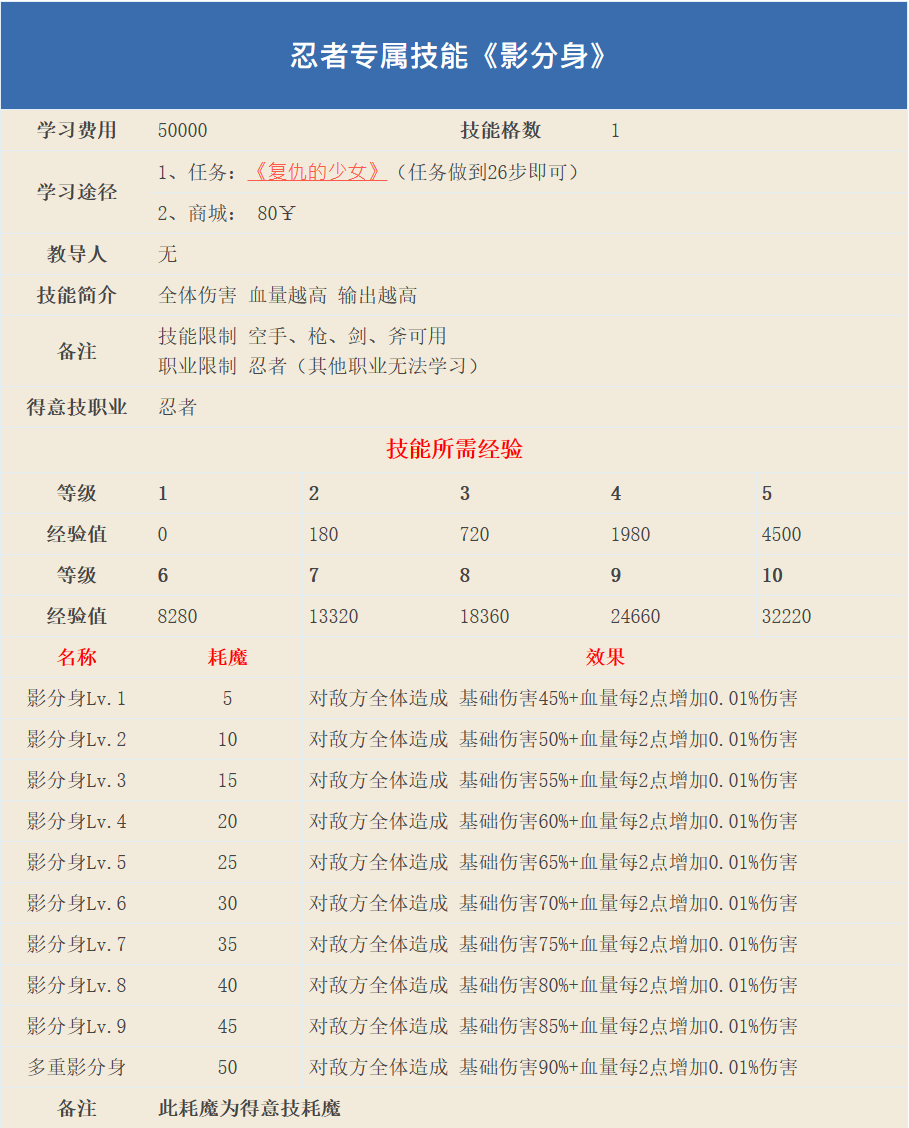 忍者专属技能《影分身》
学习费用 50000 技能格数 1
学习途径
1、任务：《复仇的少女》（任务做到26步即可）
2、商城： 80￥
教导人 无
技能简介 全体伤害 血量越高 输出越高
备注
技能限制 空手、枪、剑、斧可用
职业限制 忍者（其他职业无法学习）
得意技职业 忍者
技能所需经验
等级 1 2 3 4 5
经验值 0 180 720 1980 4500
等级 6 7 8 9 10
经验值 8280 13320 18360 24660 32220
名称 耗魔 效果
影分身Lv.1 5 对敌方全体造成 基础伤害45%+血量每2点增加0.01%伤害
影分身Lv.2 10 对敌方全体造成 基础伤害50%+血量每2点增加0.01%伤害
影分身Lv.3 15 对敌方全体造成 基础伤害55%+血量每2点增加0.01%伤害
影分身Lv.4 20 对敌方全体造成 基础伤害60%+血量每2点增加0.01%伤害
影分身Lv.5 25 对敌方全体造成 基础伤害65%+血量每2点增加0.01%伤害
影分身Lv.6 30 对敌方全体造成 基础伤害70%+血量每2点增加0.01%伤害
影分身Lv.7 35 对敌方全体造成 基础伤害75%+血量每2点增加0.01%伤害
影分身Lv.8 40 对敌方全体造成 基础伤害80%+血量每2点增加0.01%伤害
影分身Lv.9 45 对敌方全体造成 基础伤害85%+血量每2点增加0.01%伤害
多重影分身 50 对敌方全体造成 基础伤害90%+血量每2点增加0.01%伤害
备注 此耗魔为得意技耗魔